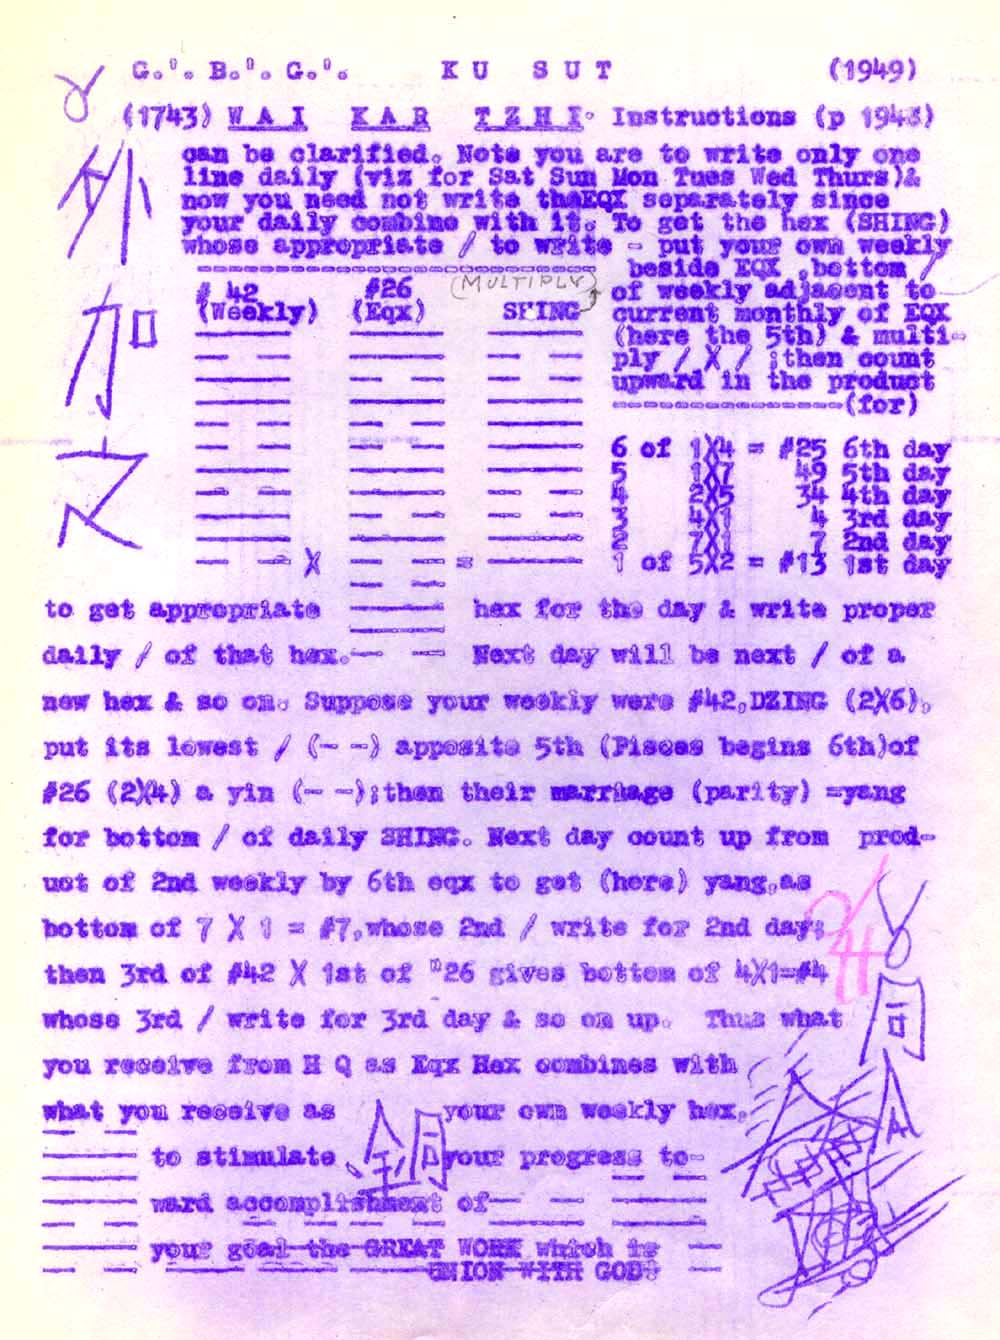 G.'. B.'. G.'. KU SUT (1949)
(1743) WAI KAR TZHI. Instructions (p 1943)
外
加
之
can be clarified. Note you are to write only one
line daily (viz for Sat Sun Mon Tues Wed Thurs)&
now you need not write theEQX separately since
your daily combine with it. To get the hex (SHING)
whose appropriate / to write - put your own weekly
beside EQX ,bottom /
of weekly adjacent to
current monthly of EQX
(here the 5th) & multi-
ply / X / ;then count
upward in the product
(for)
(MULTIPLY)
# 42 #26
(Weekly) (Eqx) SHING
6 of 1X4 = #25 6th day
5 1X7 49 5th day
4 2X5 34 4th day
3 4X1 4 3rd day
2 7X1 7 2nd day
1 of 5X2 = #13 1st day
X =
to get appropriate hex for the day & write proper
daily / of that hex. Next day will be next / of a
new hex & so on. Suppose your weekly were #42,DZING (2X6),
put its lowest / (- -) apposite 5th (Pisces begins 6th)of
#26 (2X4) a yin (- -);then their marriage (parity) =yang
for bottom / of daily SHING. Next day count up from prod-
uct of 2nd weekly by 6th eqx to get (here) yang,as
bottom of 7 X 1 = #7,whose 2nd / write for 2nd day;
then 3rd of #42 X 1st of "26 gives bottom of 4X1=#4
whose 3rd / write for 3rd day & so on up. Thus what
you receive from H Q as Eqx Hex combines with
what you receive as your own weekly hex,
to stimulate your progress to-
ward accomplishment of
your goal the GREAT WORK which is
UNION WITH GOD!